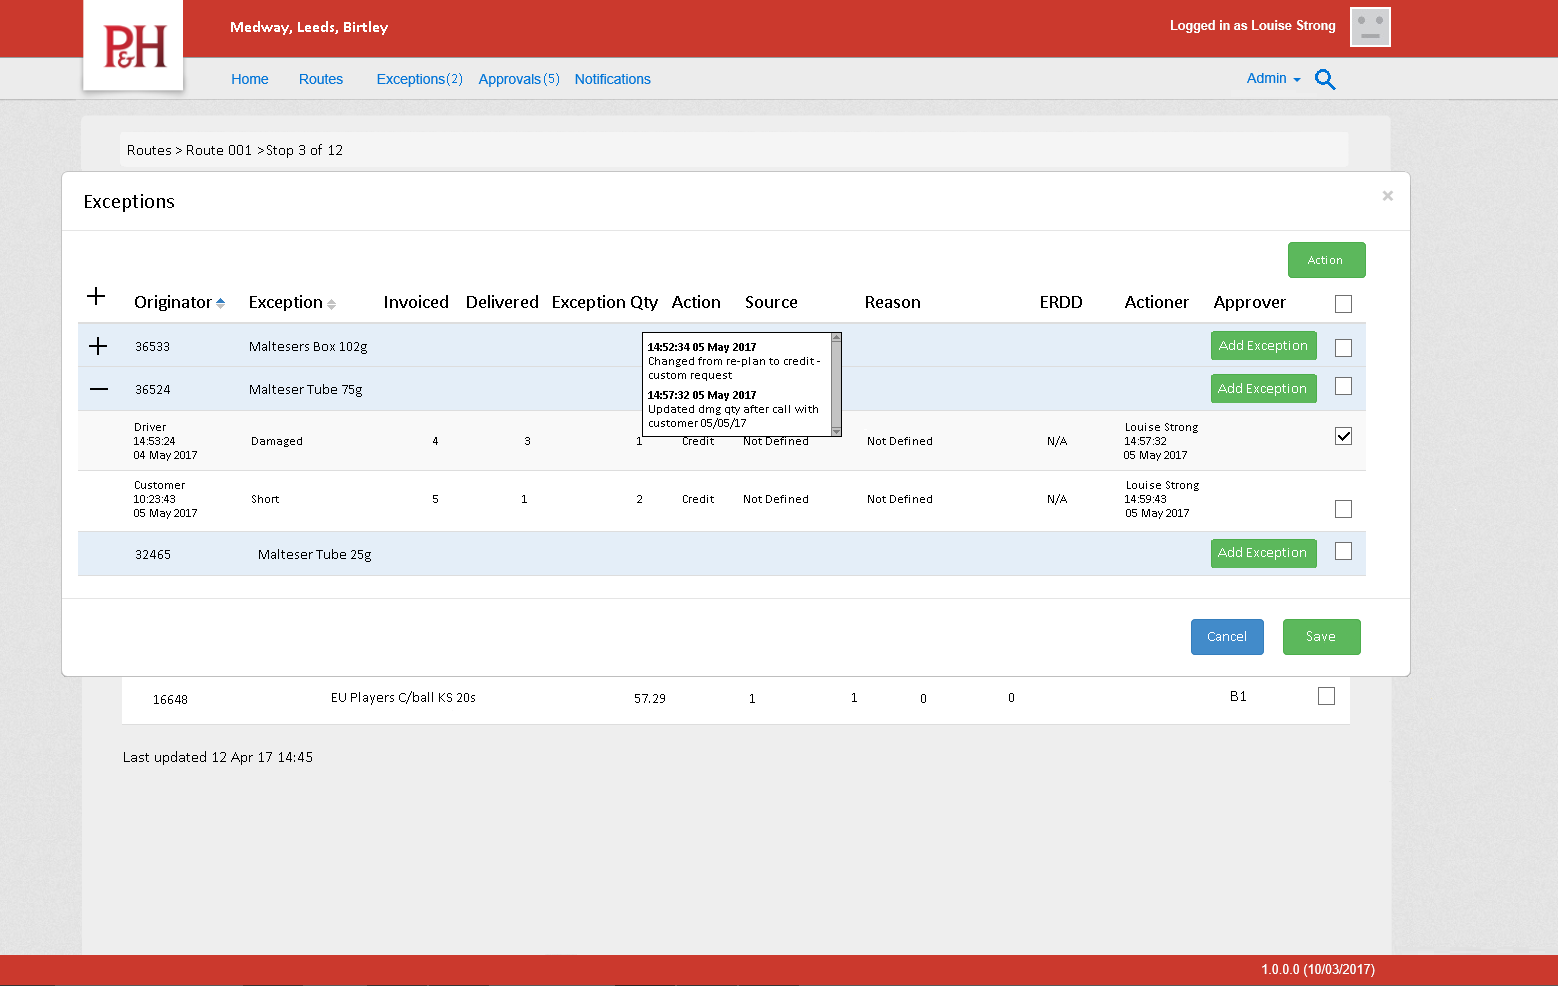 P&H
Medway, Leeds, Birtley
Logged in as Louise Strong
Home Routes Exceptions(2) Approvals(5) Notifications Admin
Routes > Route 001 >Stop 3 of 12
Exceptions
×
Action
Originator Exception Invoiced Delivered Exception Qty Action Source Reason ERDD Actioner Approver
36533 Maltesers Box 102g Add Exception
14:52:34 05 May 2017
Changed from re-plan to credit -
custom request
14:57:32 05 May 2017
Updated dmg qty after call with
customer 05/05/17
36524 Malteser Tube 75g Add Exception
Driver
14:53:24
04 May 2017
Damaged 4 3 1 Credit Not Defined Not Defined N/A
Louise Strong
14:57:32
05 May 2017
Customer
10:23:43
05 May 2017
Short 5 1 2 Credit Not Defined Not Defined N/A
Louise Strong
14:59:43
05 May 2017
32465 Malteser Tube 25g Add Exception
Cancel Save
16648 EU Players C/ball KS 20s 57.29 1 1 0 0 B1
Last updated 12 Apr 17 14:45
1.0.0.0 (10/03/2017)